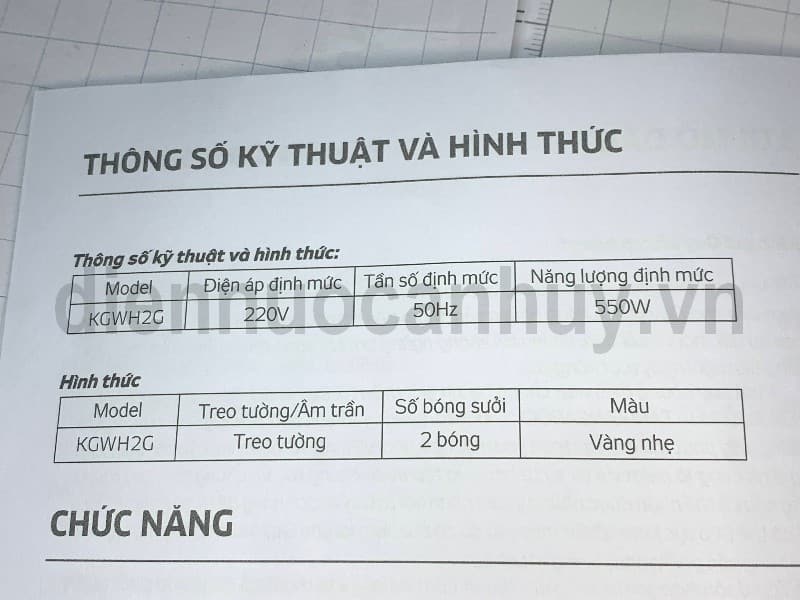 THÔNG SỐ KỸ THUẬT VÀ HÌNH THỨC
Thông số kỹ thuật và hình thức:
Model Điện áp định mức Tần số định mức Năng lượng định mức
KGWH2G 220V 50Hz 550W
diennuocanhuy.vn
Hình thức
Model Treo tường/Âm trần Số bóng sưởi Màu
KGWH2G Treo tường 2 bóng Vàng nhẹ
CHỨC NĂNG